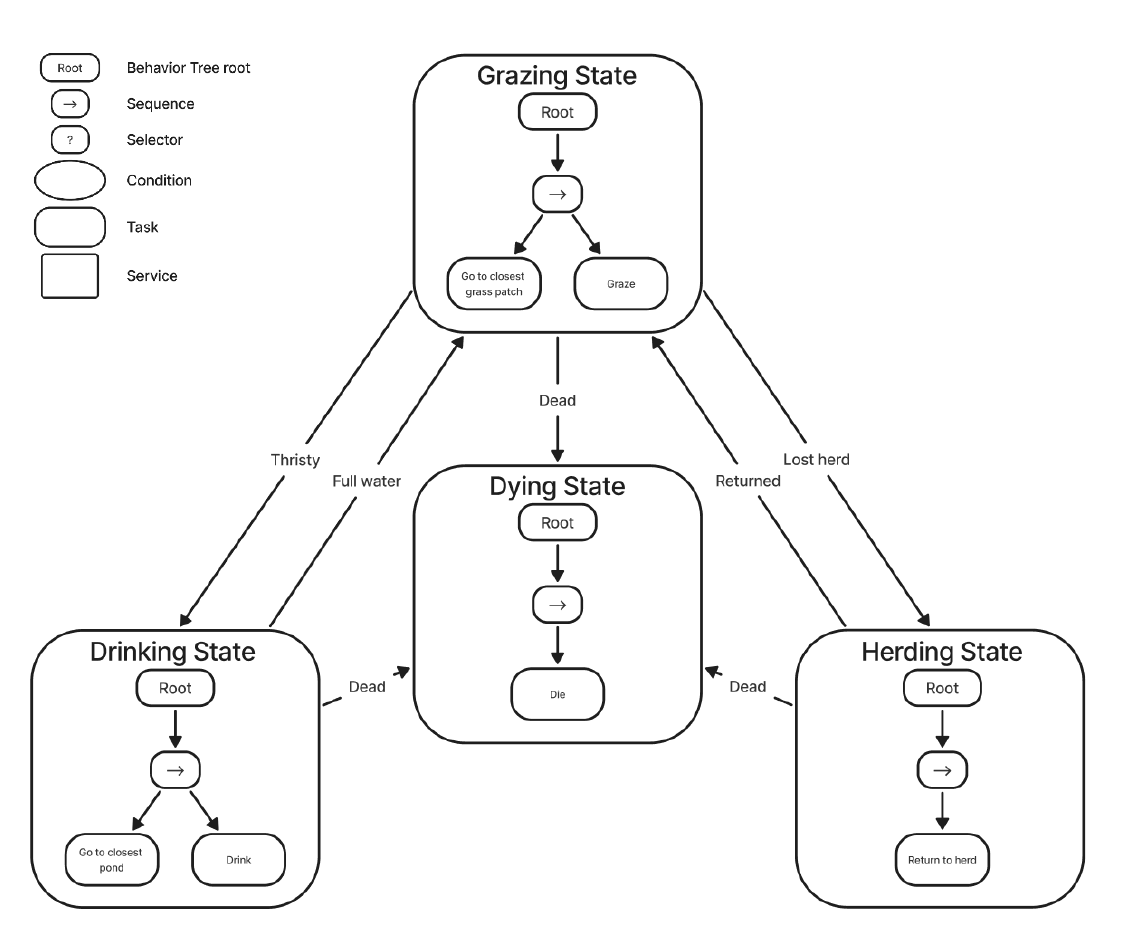 Root
Behavior Tree root
→
Sequence
?
Selector
Condition
Task
Service
Grazing State
Root
→
Go to closest
grass patch
Graze
Dead
Thristy
Full water
Returned
Lost herd
Dying State
Root
→
Die
Drinking State
Root
→
Go to closest
pond
Drink
Dead
Dead
Herding State
Root
→
Return to herd